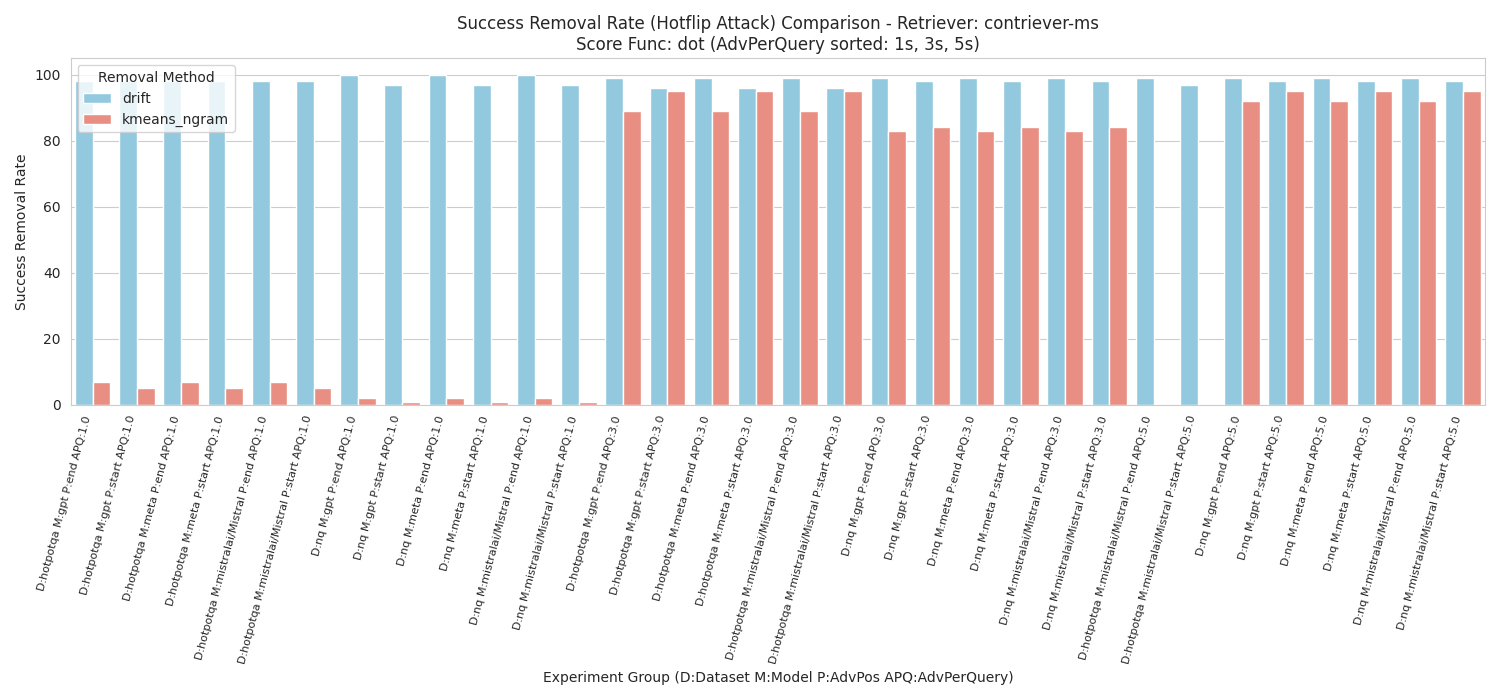 Success Removal Rate (Hotflip Attack) Comparison - Retriever: contriever-ms
Score Func: dot (AdvPerQuery sorted: 1s, 3s, 5s)
Removal Method
drift
kmeans_ngram
Success Removal Rate
100
80
60
40
20
0
D:hotpotqa M:gpt P:end APQ:1.0
D:hotpotqa M:gpt P:start APQ:1.0
D:hotpotqa M:meta P:end APQ:1.0
D:hotpotqa M:meta P:start APQ:1.0
D:hotpotqa M:mistralai/Mistral P:end APQ:1.0
D:hotpotqa M:mistralai/Mistral P:start APQ:1.0
D:nq M:gpt P:end APQ:1.0
D:nq M:gpt P:start APQ:1.0
D:nq M:meta P:end APQ:1.0
D:nq M:meta P:start APQ:1.0
D:nq M:mistralai/Mistral P:end APQ:1.0
D:nq M:mistralai/Mistral P:start APQ:1.0
D:hotpotqa M:gpt P:end APQ:3.0
D:hotpotqa M:gpt P:start APQ:3.0
D:hotpotqa M:meta P:end APQ:3.0
D:hotpotqa M:meta P:start APQ:3.0
D:hotpotqa M:mistralai/Mistral P:end APQ:3.0
D:hotpotqa M:mistralai/Mistral P:start APQ:3.0
D:nq M:gpt P:end APQ:3.0
D:nq M:gpt P:start APQ:3.0
D:nq M:meta P:end APQ:3.0
D:nq M:meta P:start APQ:3.0
D:nq M:mistralai/Mistral P:end APQ:3.0
D:nq M:mistralai/Mistral P:start APQ:3.0
D:hotpotqa M:mistralai/Mistral P:end APQ:5.0
D:hotpotqa M:mistralai/Mistral P:start APQ:5.0
D:nq M:gpt P:end APQ:5.0
D:nq M:gpt P:start APQ:5.0
D:nq M:meta P:end APQ:5.0
D:nq M:meta P:start APQ:5.0
D:nq M:mistralai/Mistral P:end APQ:5.0
D:nq M:mistralai/Mistral P:start APQ:5.0
Experiment Group (D:Dataset M:Model P:AdvPos APQ:AdvPerQuery)